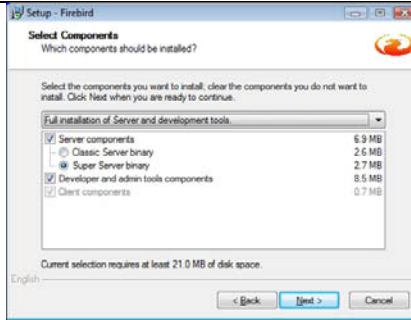 Setup - Firebird
Select Components
Which components should be installed?
Select the components you want to install; clear the components you do not want to
install. Click Next when you are ready to continue.
Full installation of Server and development tools.
Server components 6.9 MB
Classic Server binary 2.6 MB
Super Server binary 2.7 MB
Developer and admin tools components 8.5 MB
Client components 0.7 MB
Current selection requires at least 21.0 MB of disk space.
English
< Back Next > Cancel